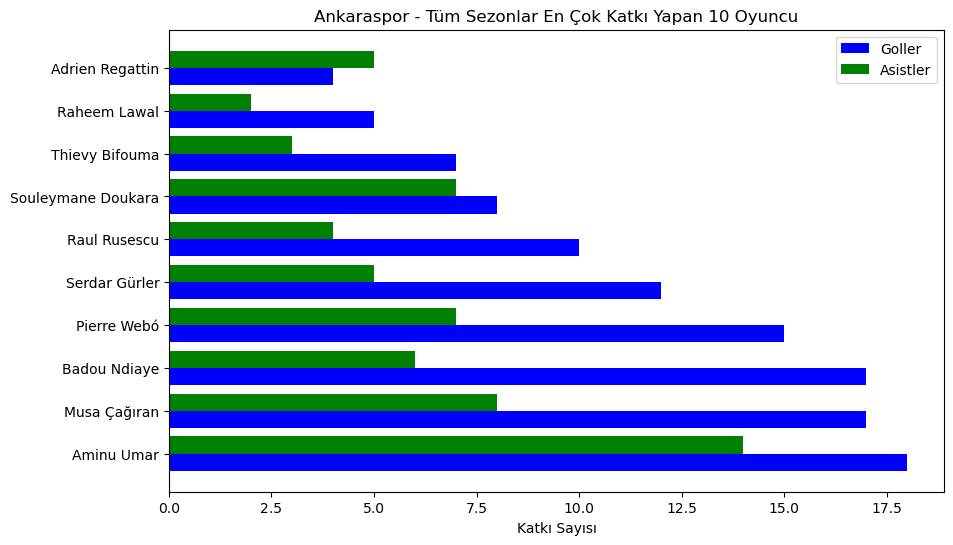 Ankaraspor - Tüm Sezonlar En Çok Katkı Yapan 10 Oyuncu
Goller
Asistler
Adrien Regattin
Raheem Lawal
Thievy Bifouma
Souleymane Doukara
Raul Rusescu
Serdar Gürler
Pierre Webó
Badou Ndiaye
Musa Çağıran
Aminu Umar
0.0 2.5 5.0 7.5 10.0 12.5 15.0 17.5
Katkı Sayısı